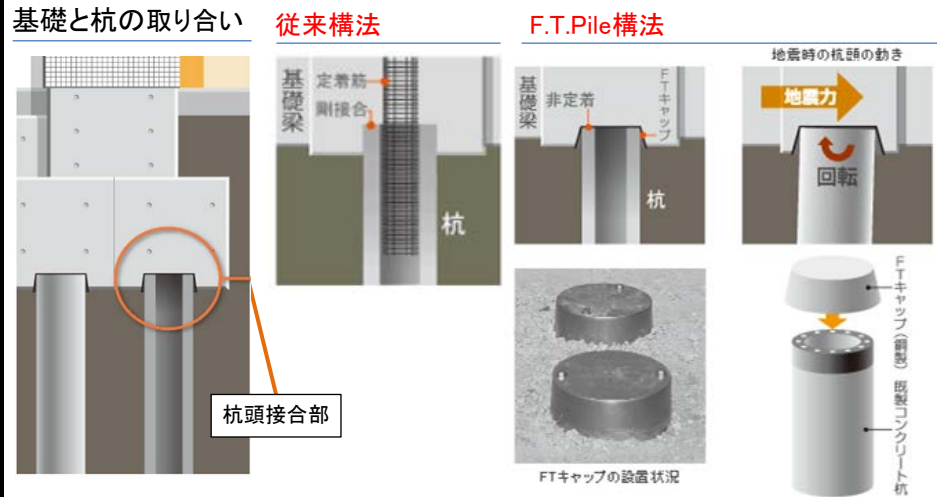 基礎と杭の取り合い
杭頭接合部
従来構法
基礎梁
定着筋
剛接合
杭
F.T.Pile構法
基礎梁
非定着
FTキャップ
杭
地震時の杭頭の動き
地震力
回転
FTキャップの設置状況
FTキャップ(鋼製)
既製コンクリート杭